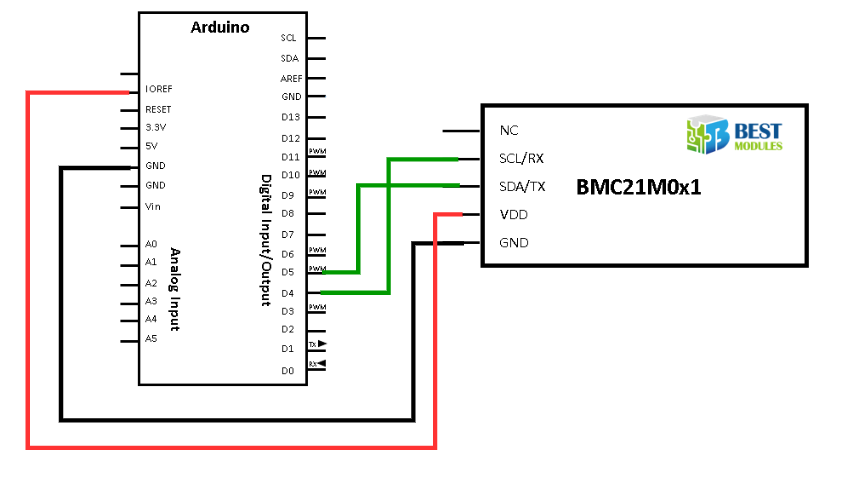 Arduino
IOREF
RESET
3.3V
5V
GND
GND
Vin
A0
A1
A2
A3
A4
A5
Analog Input
SCL
SDA
AREF
GND
D13
D12
D11 PWM
D10 PWM
D9 PWM
D8
D7
D6 PWM
D5 PWM
D4
D3 PWM
D2
D1 TX
D0 RX
Digital Input/Output
NC
SCL/RX
SDA/TX
VDD
GND
BMC21M0x1
BEST
MODULES